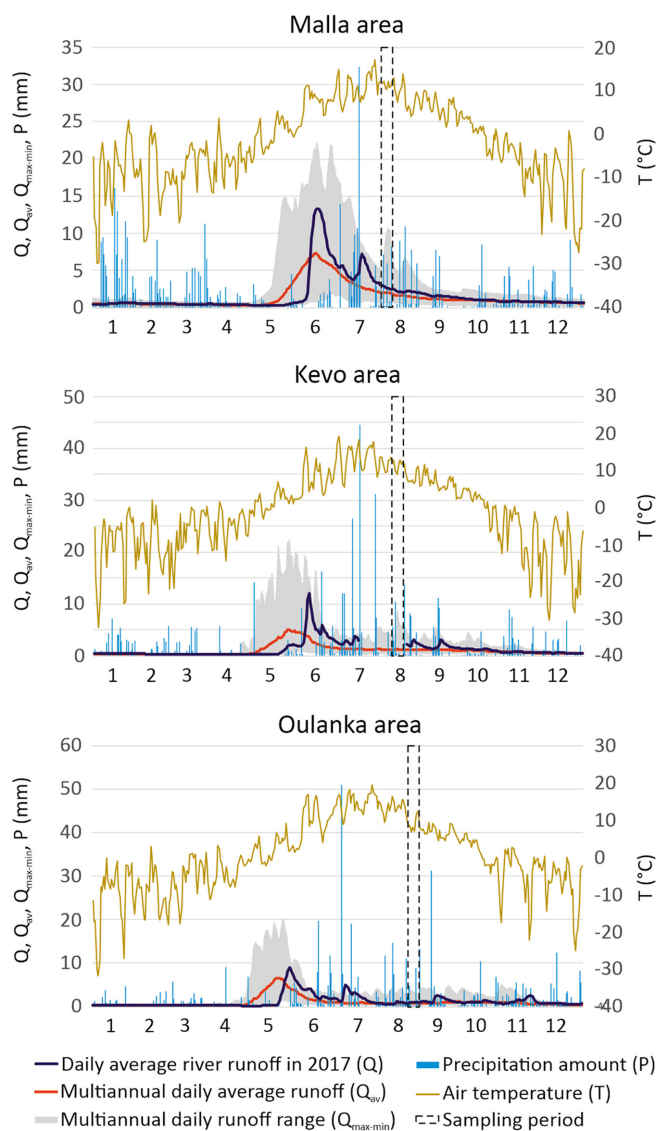 Malla area
35
30
25
20
15
10
5
0
Q, Qav, Qmax-min, P (mm)
20
10
0
-10
-20
-30
-40
T (°C)
1 2 3 4 5 6 7 8 9 10 11 12
Kevo area
50
40
30
20
10
0
Q, Qav, Qmax-min, P (mm)
30
20
10
0
-10
-20
-30
-40
T (°C)
1 2 3 4 5 6 7 8 9 10 11 12
Oulanka area
60
50
40
30
20
10
0
Q, Qav, Qmax-min, P (mm)
30
20
10
0
-10
-20
-30
-40
T (°C)
1 2 3 4 5 6 7 8 9 10 11 12
Daily average river runoff in 2017 (Q)
Multiannual daily average runoff (Qav)
Multiannual daily runoff range (Qmax-min)
Precipitation amount (P)
Air temperature (T)
Sampling period